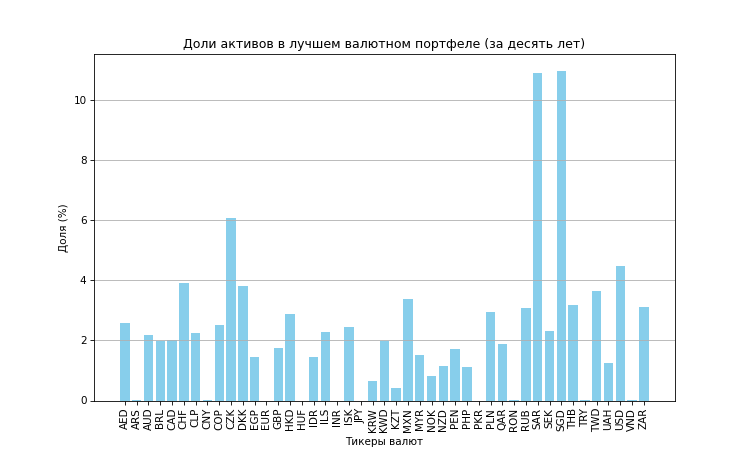 Доли активов в лучшем валютном портфеле (за десять лет)
Доля (%)
10
8
6
4
2
0
AED
ARS
AUD
BRL
CAD
CHF
CLP
CNY
COP
CZK
DKK
EGP
EUR
GBP
HKD
HUF
IDR
ILS
INR
ISK
JPY
KRW
KWD
KZT
MXN
MYR
NOK
NZD
PEN
PHP
PKR
PLN
QAR
RON
RUB
SAR
SEK
SGD
THB
TRY
TWD
UAH
USD
VND
ZAR
Тикеры валют